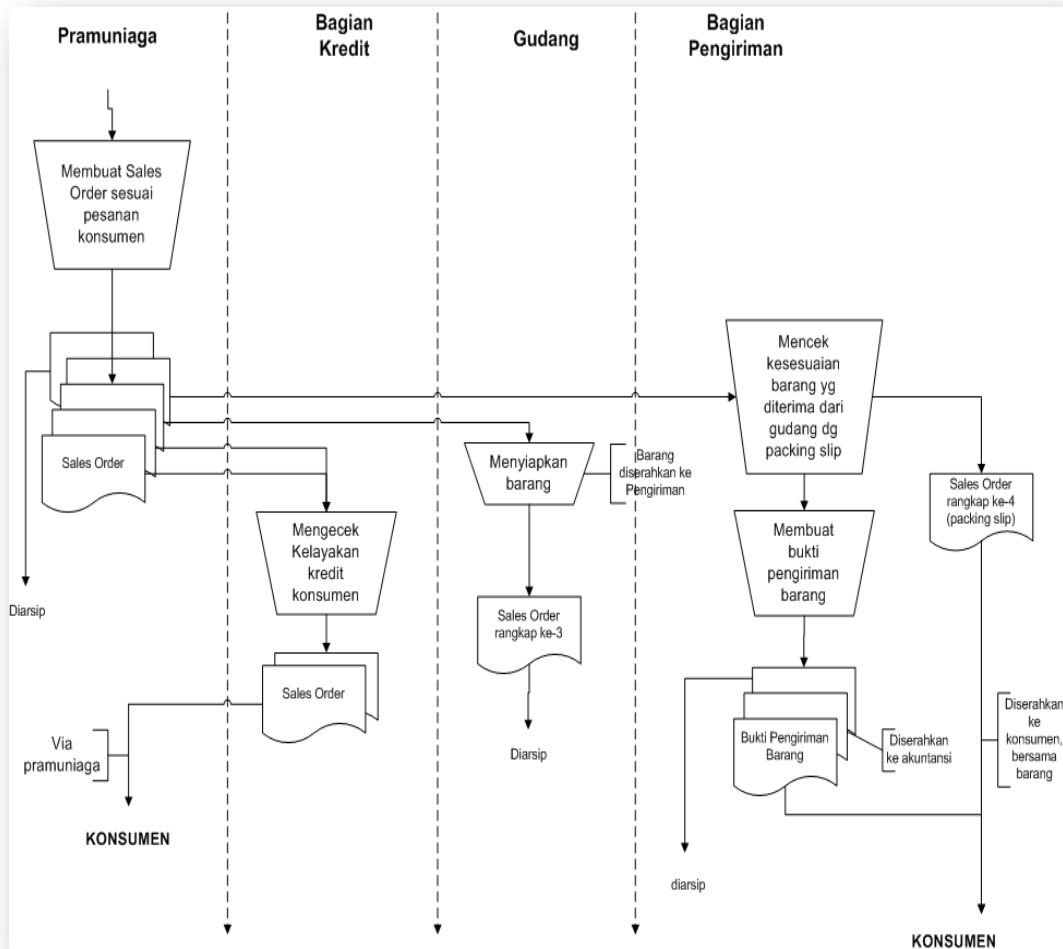 Pramuniaga
Bagian
Kredit
Gudang
Bagian
Pengiriman
Membuat Sales
Order sesuai
pesanan
konsumen
Sales Order
Diarsip
Mengecek
Kelayakan
kredit
konsumen
Sales Order
Via
pramuniaga
KONSUMEN
Menyiapkan
barang
Barang
diserahkan ke
Pengiriman
Sales Order
rangkap ke-3
Diarsip
Mencek
kesesuaian
barang yg
diterima dari
gudang dg
packing slip
Membuat
bukti
pengiriman
barang
Bukti Pengiriman
Barang
Diserahkan
ke akuntansi
diarsip
Sales Order
rangkap ke-4
(packing slip)
Diserahkan
ke
konsumen,
bersama
barang
KONSUMEN